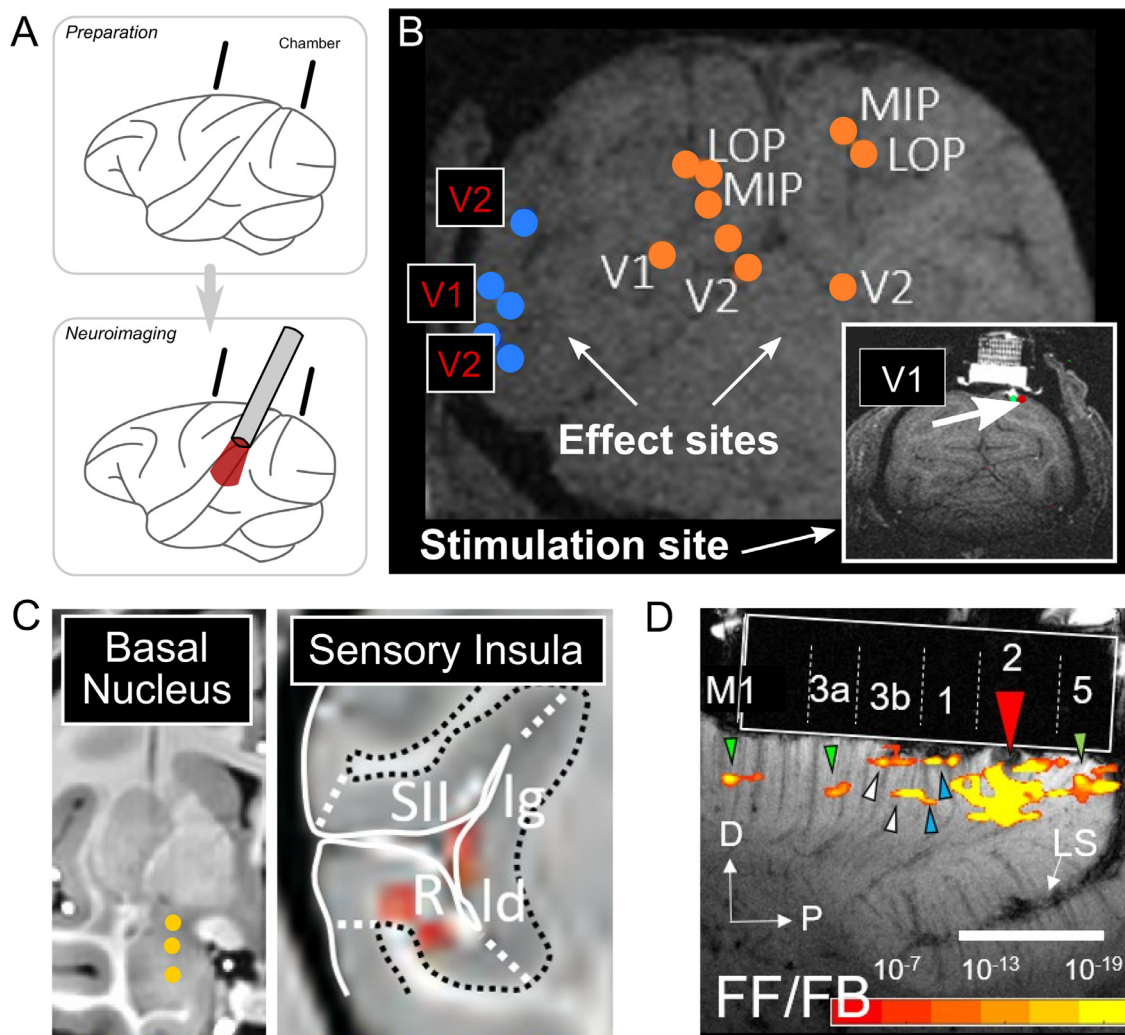 A
Preparation
Chamber
Neuroimaging
B
MIP
LOP
LOP
MIP
V2
V1
V2
V1
V2
V2
Effect sites
V1
Stimulation site
C
Basal
Nucleus
Sensory Insula
SII
Ig
R
Id
D
2
M1
3a
3b
1
5
D
LS
P
10-7
10-13
10-19
FF/FB